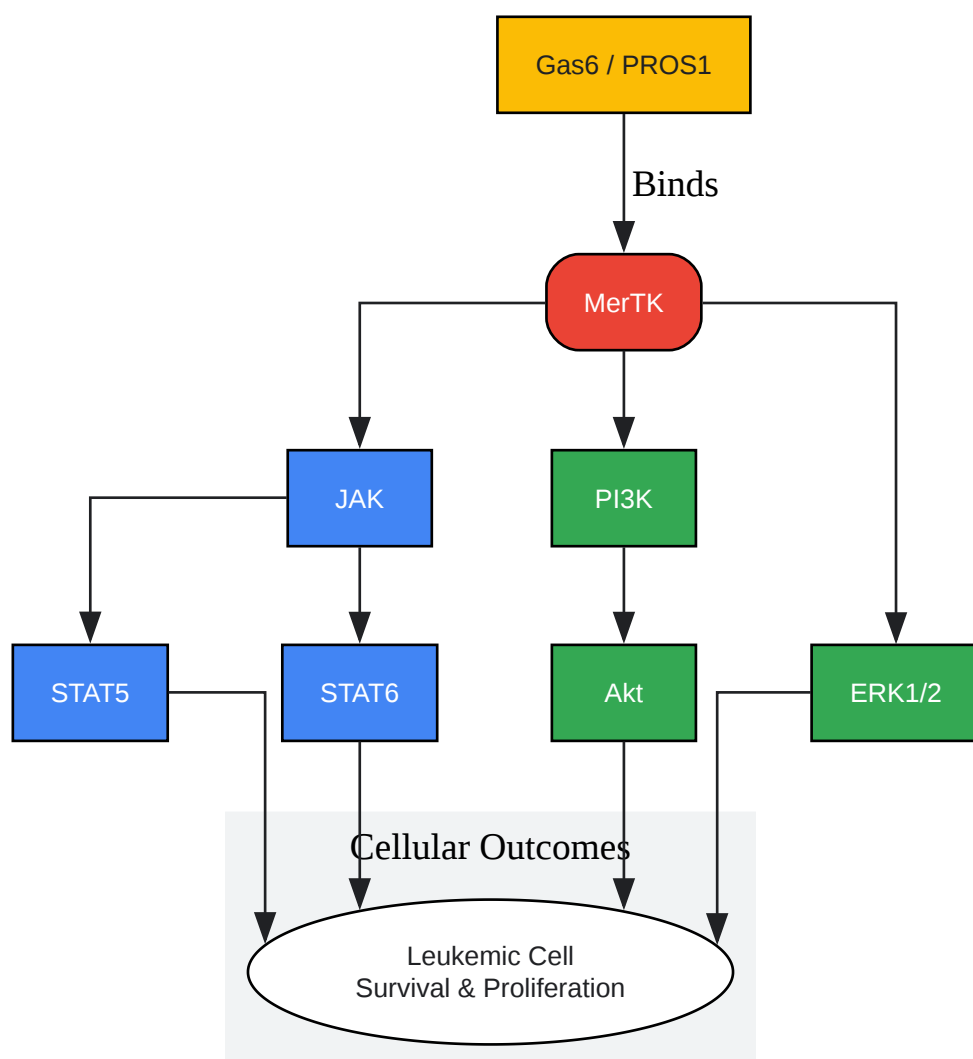 Gas6 / PROS1
Binds
MerTK
JAK
PI3K
STAT5
STAT6
Akt
ERK1/2
Cellular Outcomes
Leukemic Cell
Survival & Proliferation